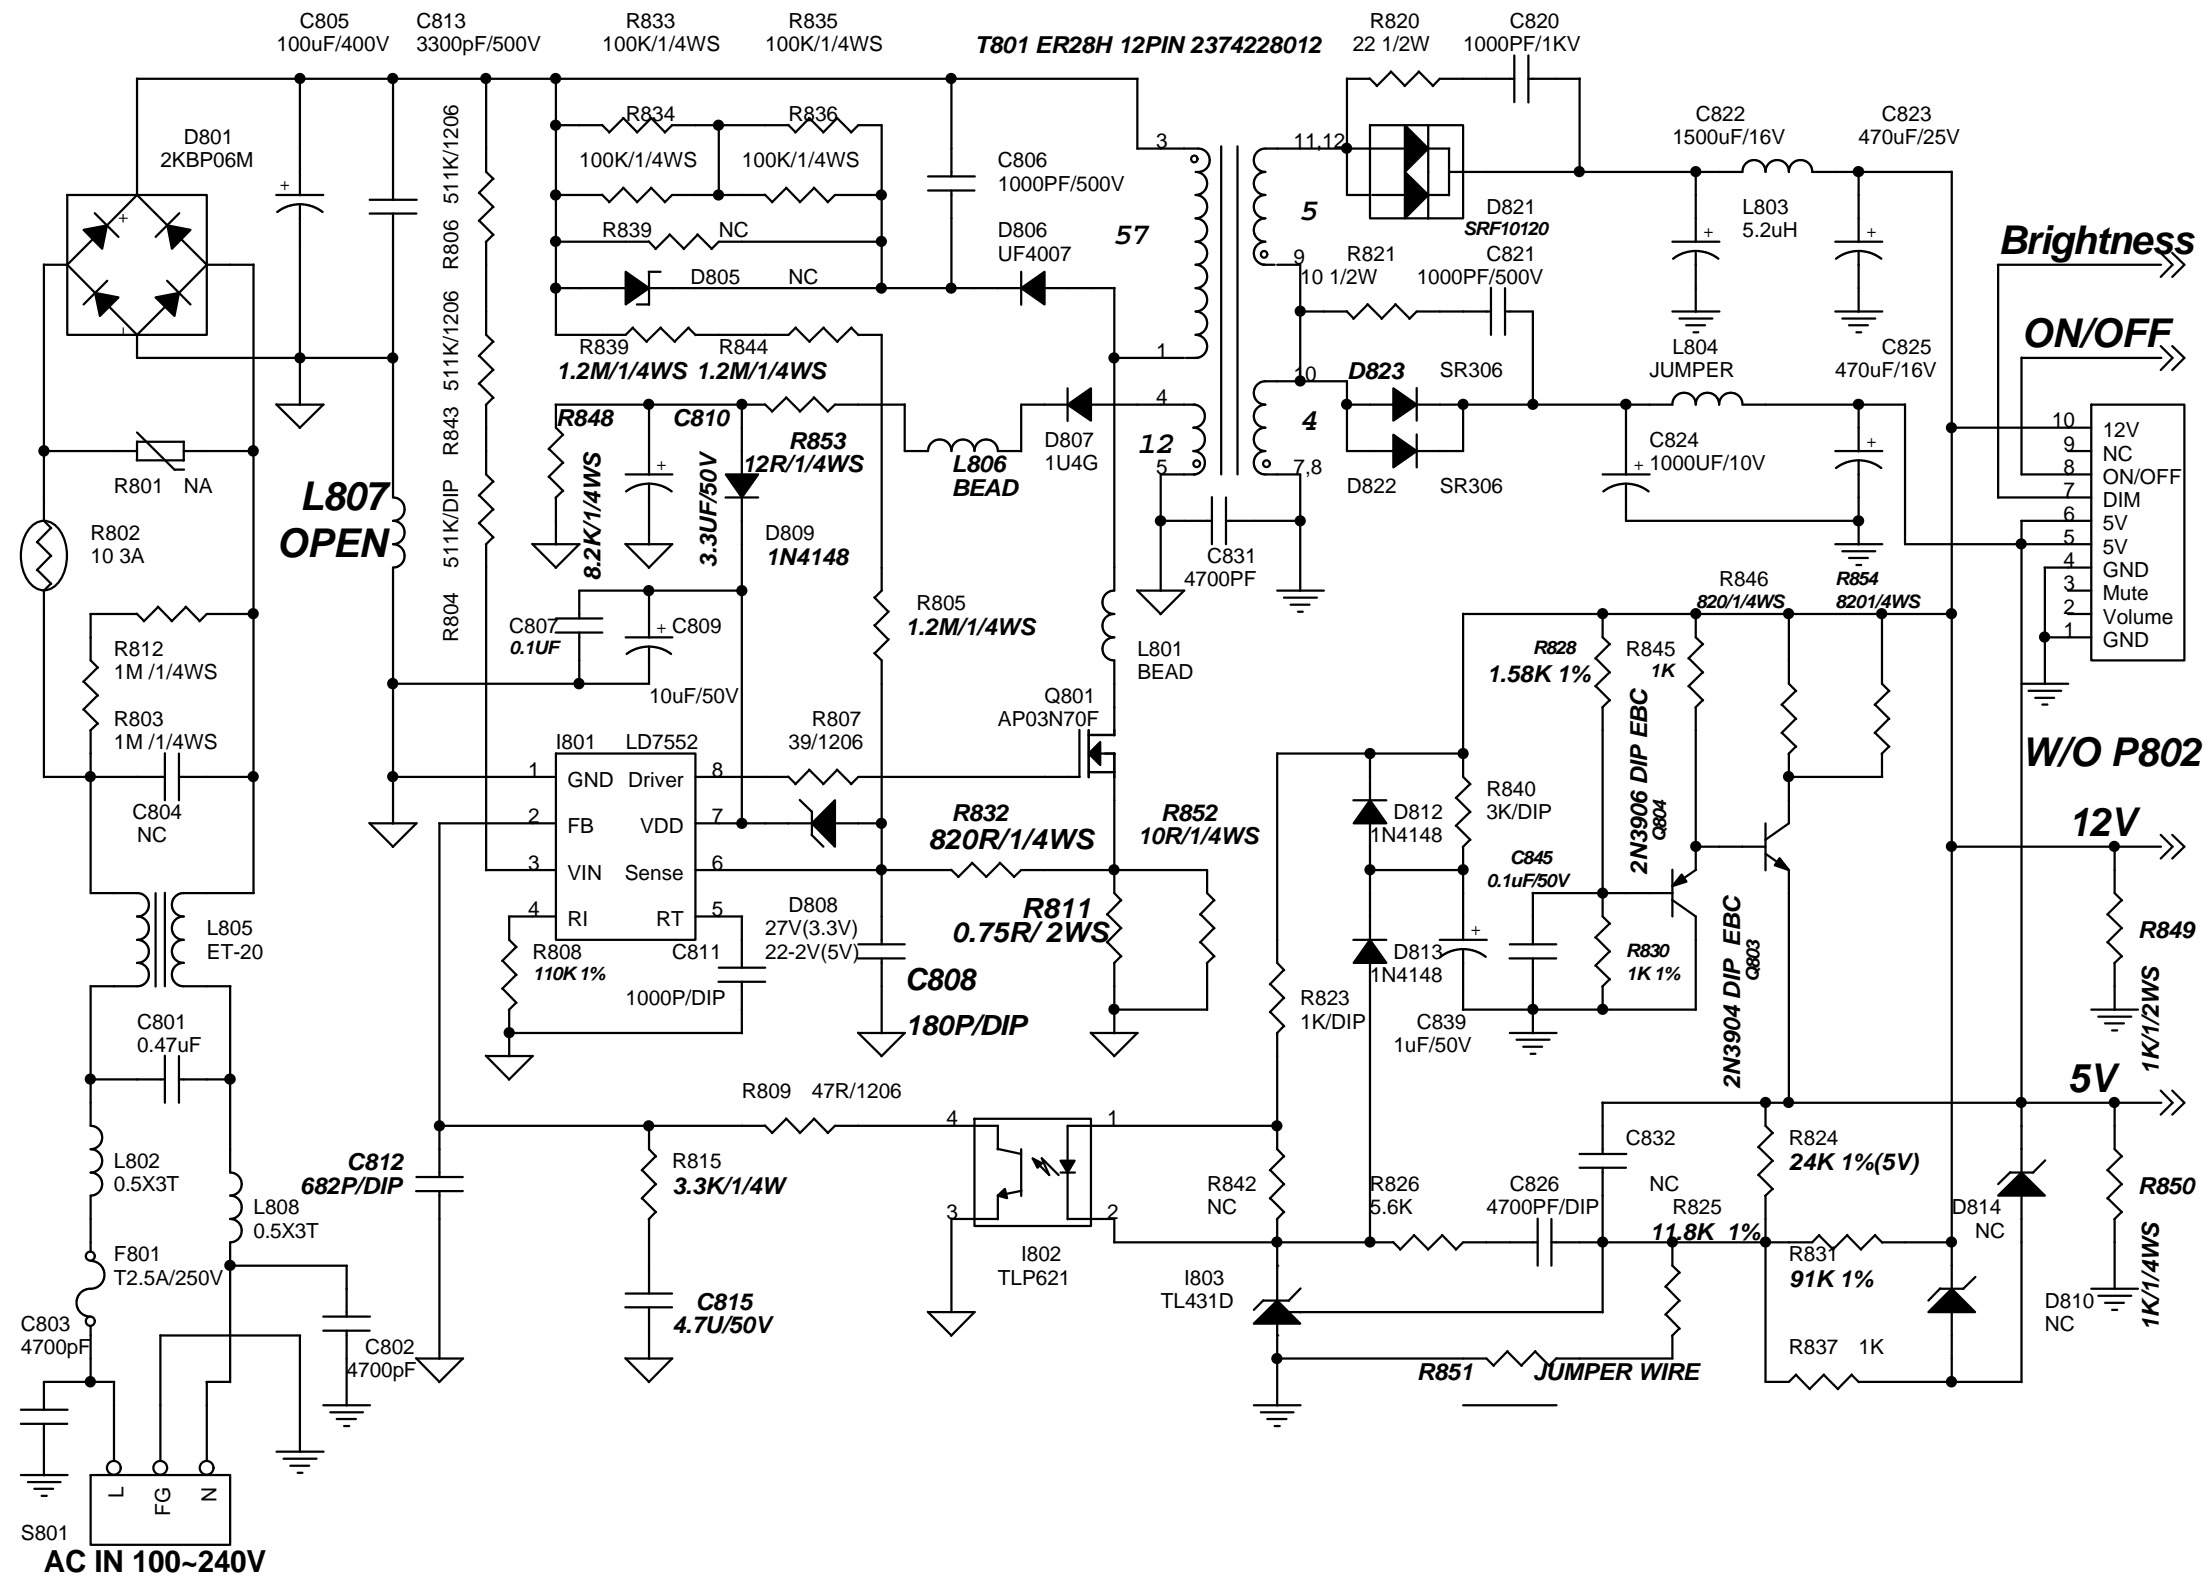 C805
100uF/400V
C813
3300pF/500V
R833
100K/1/4WS
R835
100K/1/4WS
T801 ER28H 12PIN 2374228012
R820
22 1/2W
C820
1000PF/1KV
D801
2KBP06M
+
-
+
R806 511K/1206
R843 511K/1206
R804 511K/DIP
R834
100K/1/4WS
R836
100K/1/4WS
R839 NC
D805 NC
C806
1000PF/500V
D806
UF4007
3
57
1
11,12
5
9
D821
SRF10120
C822
1500uF/16V
+
L803
5.2uH
C823
470uF/25V
+
R821
10 1/2W
C821
1000PF/500V
Brightness
ON/OFF
R839
1.2M/1/4WS
R844
1.2M/1/4WS
R848
8.2K/1/4WS
C810
3.3UF/50V
+
R853
12R/1/4WS
L806
BEAD
D807
1U4G
4
12
5
10
4
7,8
D823 SR306
D822 SR306
L804
JUMPER
C825
470uF/16V
+
C824
1000UF/10V
+
10 12V
9 NC
8 ON/OFF
7 DIM
6 5V
5 5V
4 GND
3 Mute
2 Volume
1 GND
R801 NA
R802
10 3A
L807
OPEN
D809
1N4148
C831
4700PF
R812
1M /1/4WS
R803
1M /1/4WS
C804
NC
C807
0.1UF
+
C809
10uF/50V
R805
1.2M/1/4WS
L801
BEAD
Q801
AP03N70F
R807
39/1206
I801 LD7552
1 GND Driver 8
2 FB VDD 7
3 VIN Sense 6
4 RI RT 5
R832
820R/1/4WS
R852
10R/1/4WS
R811
0.75R/ 2WS
D808
27V(3.3V)
22-2V(5V)
C808
180P/DIP
R808
110K 1%
C811
1000P/DIP
R846
820/1/4WS
R854
8201/4WS
R828
1.58K 1%
R845
1K
2N3906 DIP EBC
Q804
D812
1N4148
R840
3K/DIP
C845
0.1uF/50V
D813
1N4148
+
C839
1uF/50V
R830
1K 1%
2N3904 DIP EBC
Q803
R823
1K/DIP
W/O P802
12V
R849
1K/1/2WS
5V
R850
1K/1/4WS
L805
ET-20
C801
0.47uF
L802
0.5X3T
L808
0.5X3T
F801
T2.5A/250V
C803
4700pF
C802
4700pF
L
FG
N
S801
AC IN 100~240V
R809 47R/1206
C812
682P/DIP
R815
3.3K/1/4W
C815
4.7U/50V
4
3
1
2
I802
TLP621
R842
NC
R826
5.6K
C826
4700PF/DIP
C832
NC
R825
11.8K 1%
R824
24K 1%(5V)
R831
91K 1%
D814
NC
D810
NC
I803
TL431D
R851 JUMPER WIRE
R837 1K